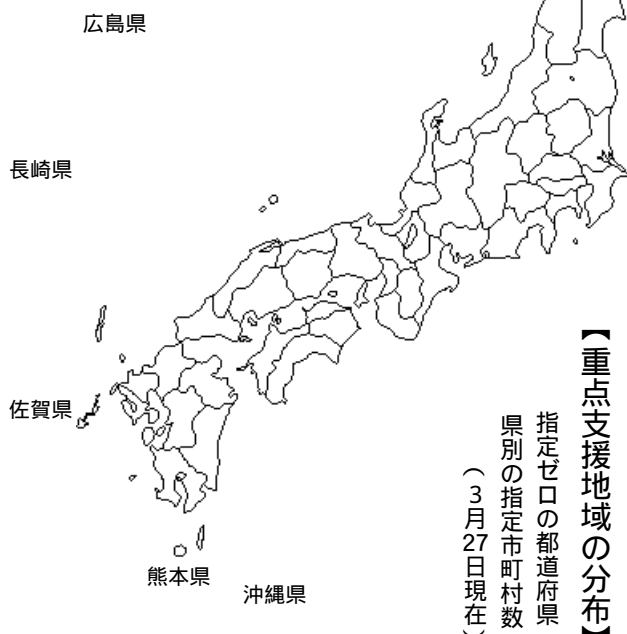 【重点支援地域の分布】
指定ゼロの都道府県
県別の指定市町村数
（３月27日現在）
広島県
長崎県
佐賀県
熊本県
沖縄県